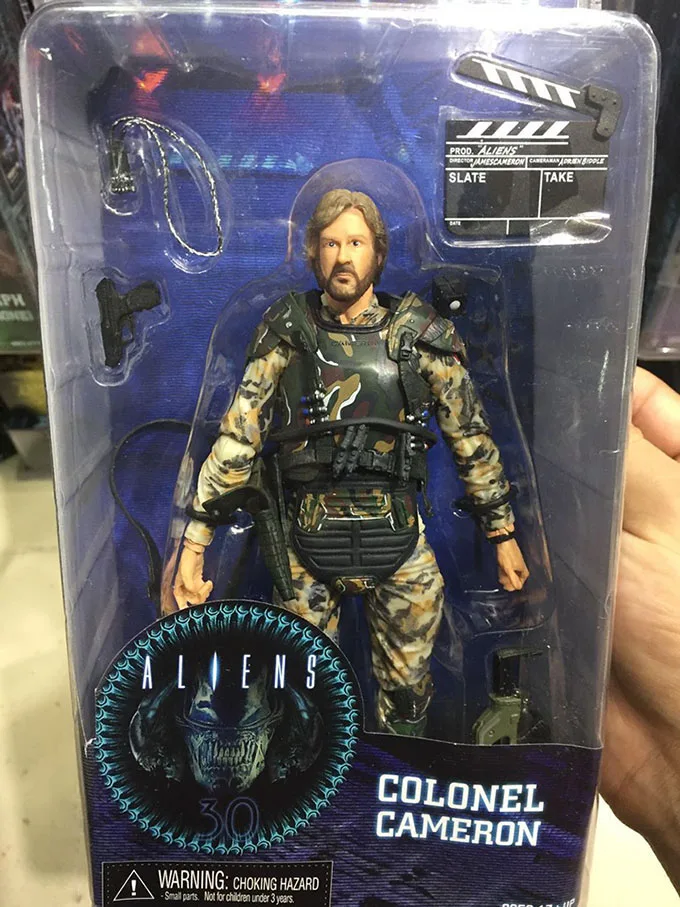 PROD. "ALIENS"
DIRECTOR JAMES CAMERON CAMERAMAN ADRIEN BIDDLE
SLATE TAKE
DATE
ALIENS
30
COLONEL
CAMERON
WARNING: CHOKING HAZARD
- Small parts. Not for children under 3 years.